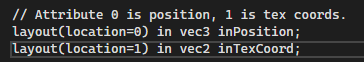 // Attribute 0 is position, 1 is tex coords.
layout(location=0) in vec3 inPosition;
layout(location=1) in vec2 inTexCoord;